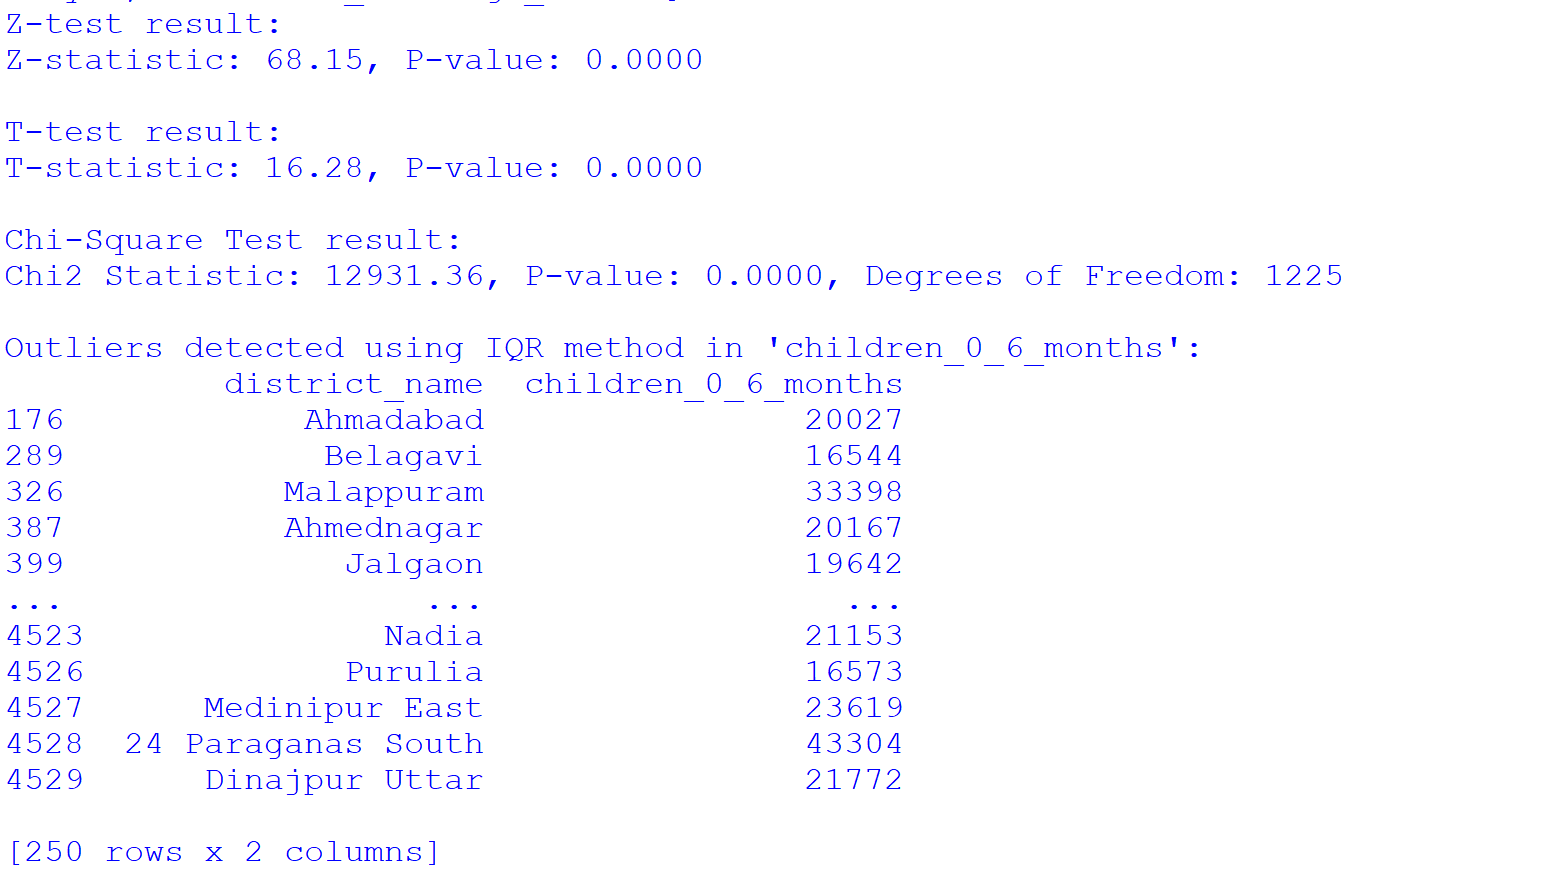 Z-test result:
Z-statistic: 68.15, P-value: 0.0000
T-test result:
T-statistic: 16.28, P-value: 0.0000
Chi-Square Test result:
Chi2 Statistic: 12931.36, P-value: 0.0000, Degrees of Freedom: 1225
Outliers detected using IQR method in 'children_0_6_months':
district_name children_0_6_months
176 Ahmadabad 20027
289 Belagavi 16544
326 Malappuram 33398
387 Ahmednagar 20167
399 Jalgaon 19642
... ... ...
4523 Nadia 21153
4526 Purulia 16573
4527 Medinipur East 23619
4528 24 Paraganas South 43304
4529 Dinajpur Uttar 21772
[250 rows x 2 columns]